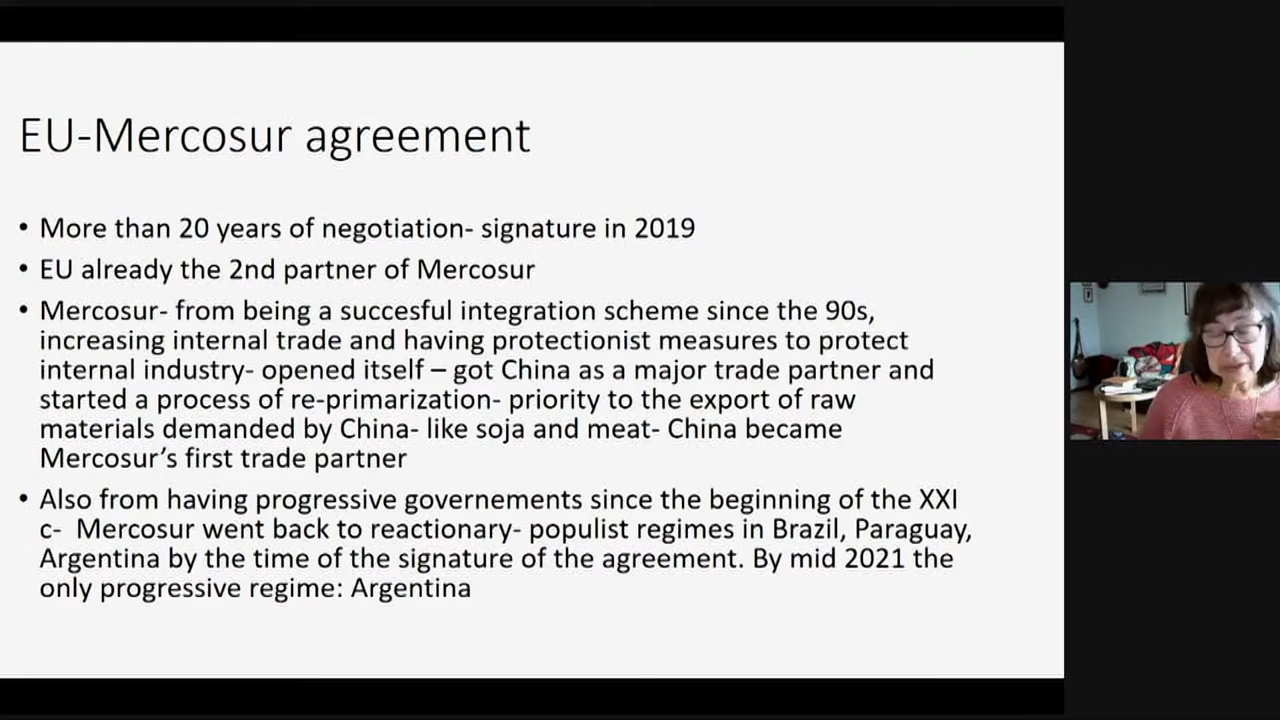 EU-Mercosur agreement
• More than 20 years of negotiation- signature in 2019
• EU already the 2nd partner of Mercosur
• Mercosur- from being a succesful integration scheme since the 90s,
increasing internal trade and having protectionist measures to protect
internal industry- opened itself – got China as a major trade partner and
started a process of re-primarization- priority to the export of raw
materials demanded by China- like soja and meat- China became
Mercosur’s first trade partner
• Also from having progressive governements since the beginning of the XXI
c-  Mercosur went back to reactionary- populist regimes in Brazil, Paraguay,
Argentina by the time of the signature of the agreement. By mid 2021 the
only progressive regime: Argentina